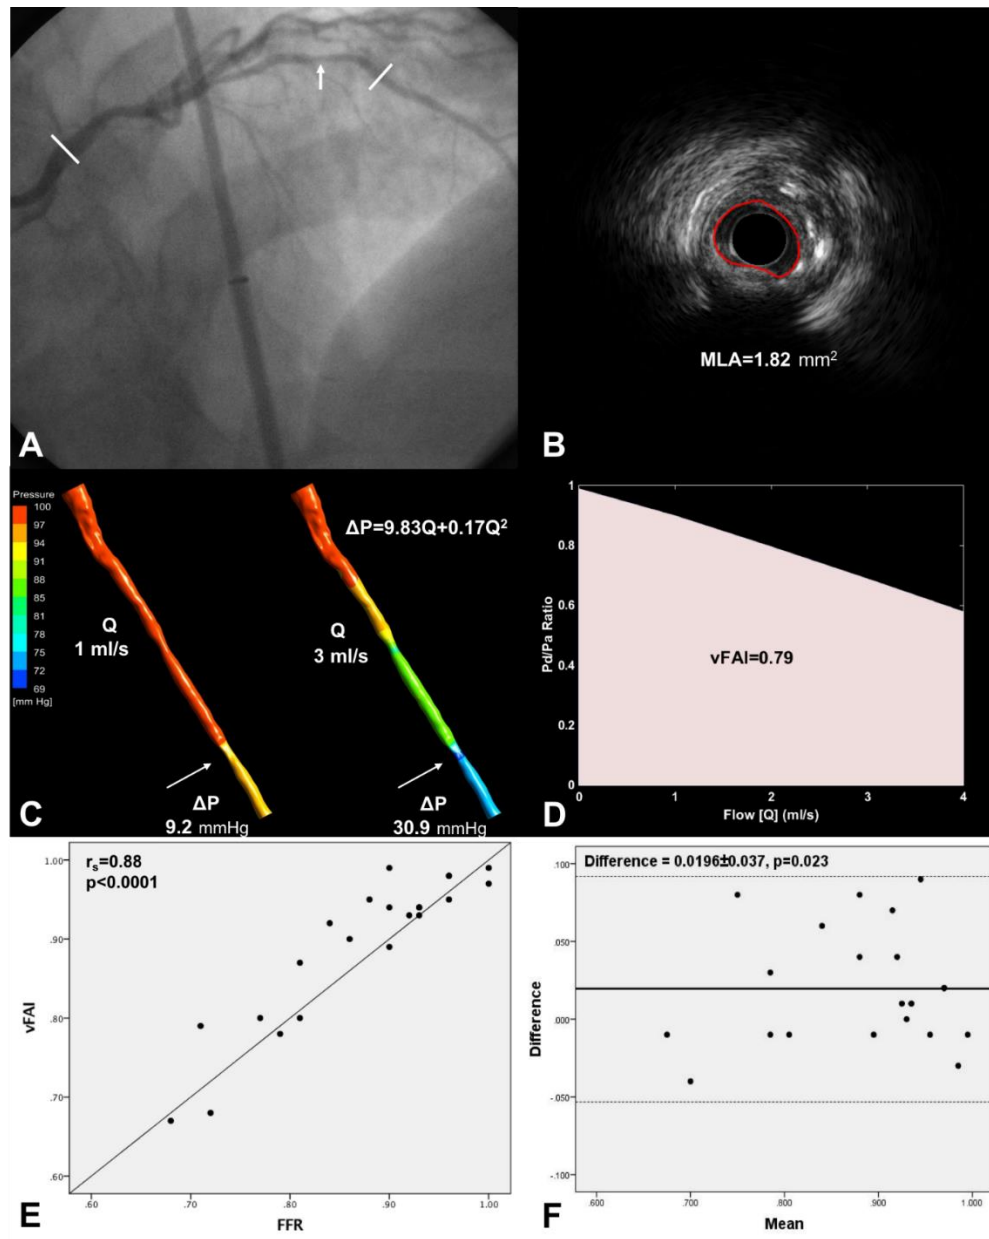 A
MLA=1.82 mm²
B
Pressure
100
97
94
91
88
85
81
78
75
72
69
[mm Hg]
ΔP=9.83Q+0.17Q²
Q
1 ml/s
Q
3 ml/s
ΔP
9.2 mmHg
ΔP
30.9 mmHg
C
1
0.8
0.6
0.4
0.2
0
Pd/Pa Ratio
vFAI=0.79
0
1
2
3
4
Flow [Q] (ml/s)
D
rs=0.88
p<0.0001
1.00
.90
.80
.70
.60
vFAI
.60
.70
.80
.90
1.00
FFR
E
Difference = 0.0196±0.037, p=0.023
.100
.050
.000
-.050
-.100
Difference
.600
.700
.800
.900
1.000
Mean
F